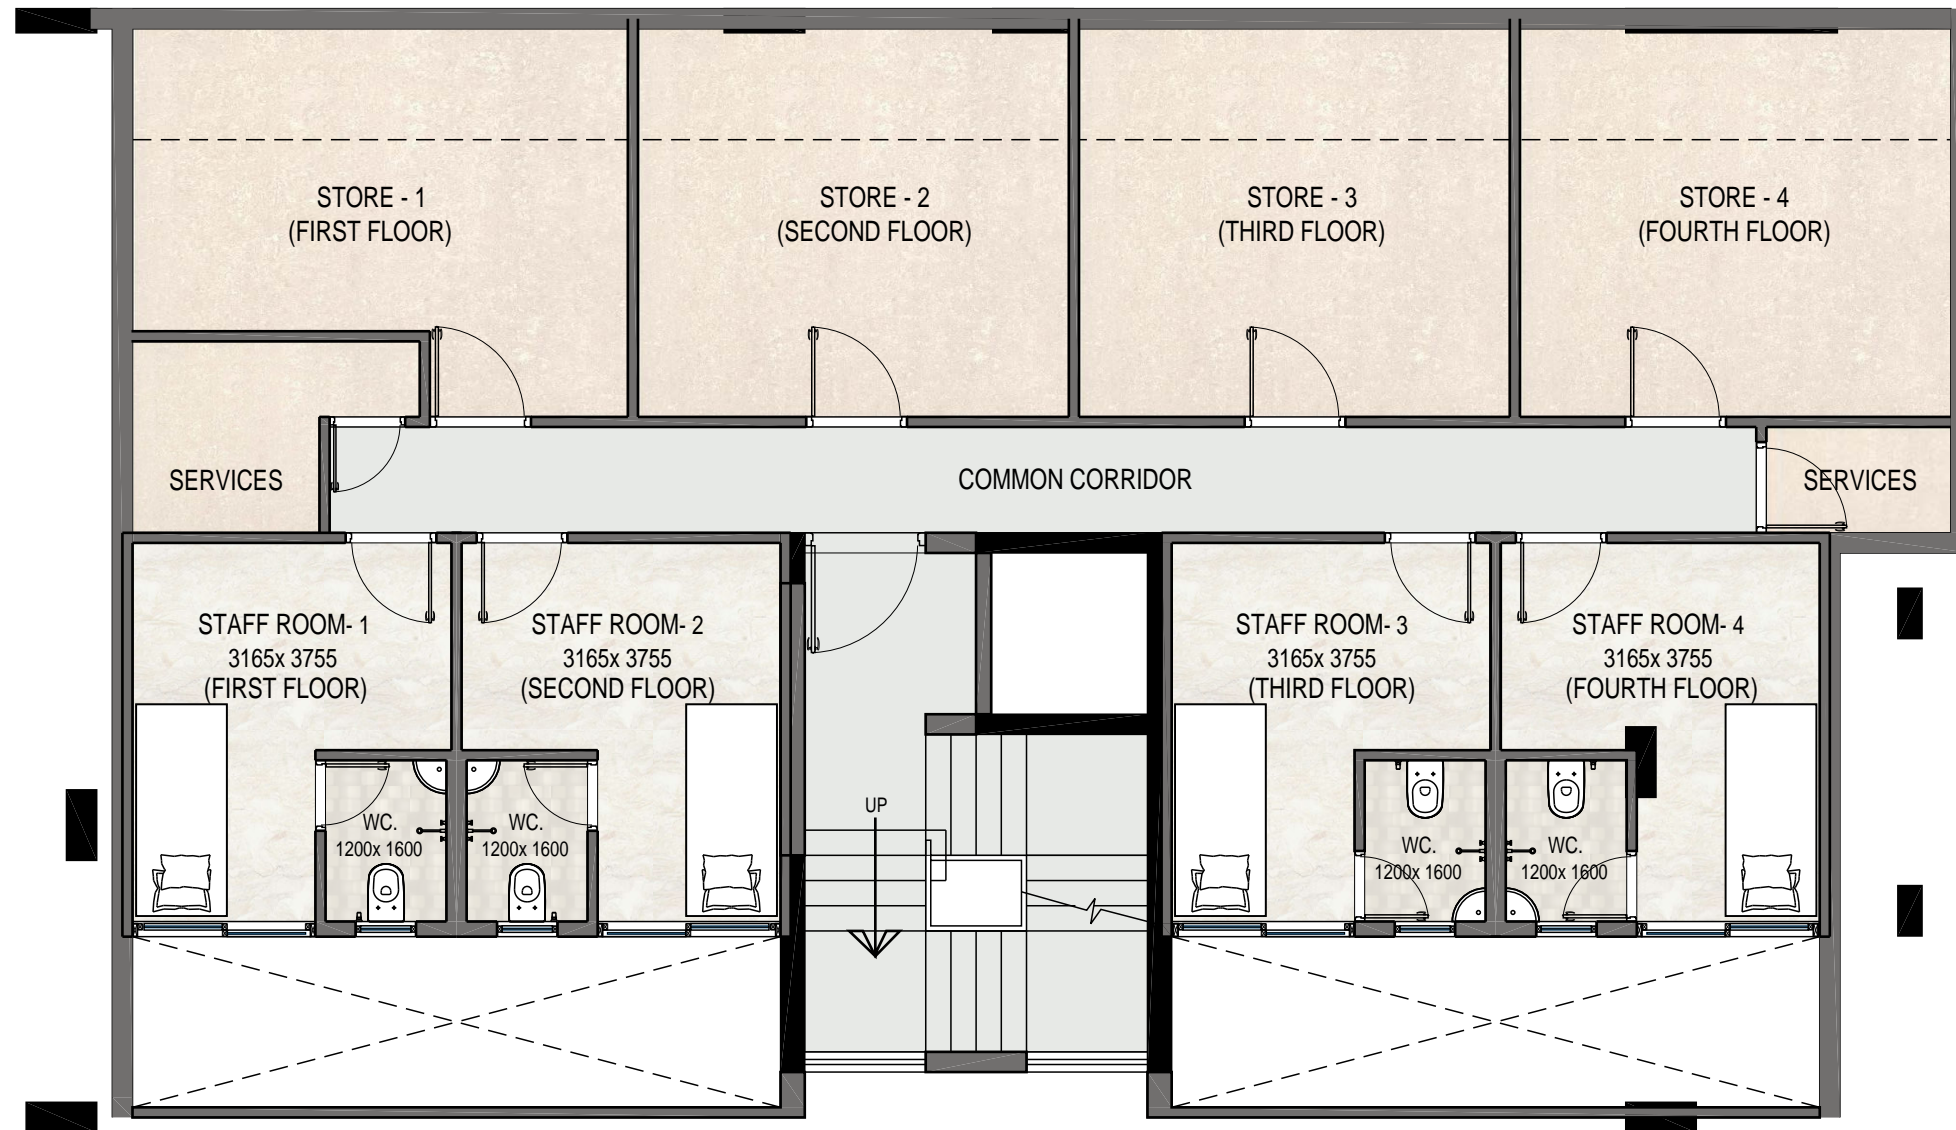 STORE - 1
(FIRST FLOOR)
STORE - 2
(SECOND FLOOR)
STORE - 3
(THIRD FLOOR)
STORE - 4
(FOURTH FLOOR)
SERVICES
COMMON CORRIDOR
SERVICES
STAFF ROOM- 1
3165x 3755
(FIRST FLOOR)
STAFF ROOM- 2
3165x 3755
(SECOND FLOOR)
STAFF ROOM- 3
3165x 3755
(THIRD FLOOR)
STAFF ROOM- 4
3165x 3755
(FOURTH FLOOR)
UP
WC.
1200x 1600
WC.
1200x 1600
WC.
1200x 1600
WC.
1200x 1600